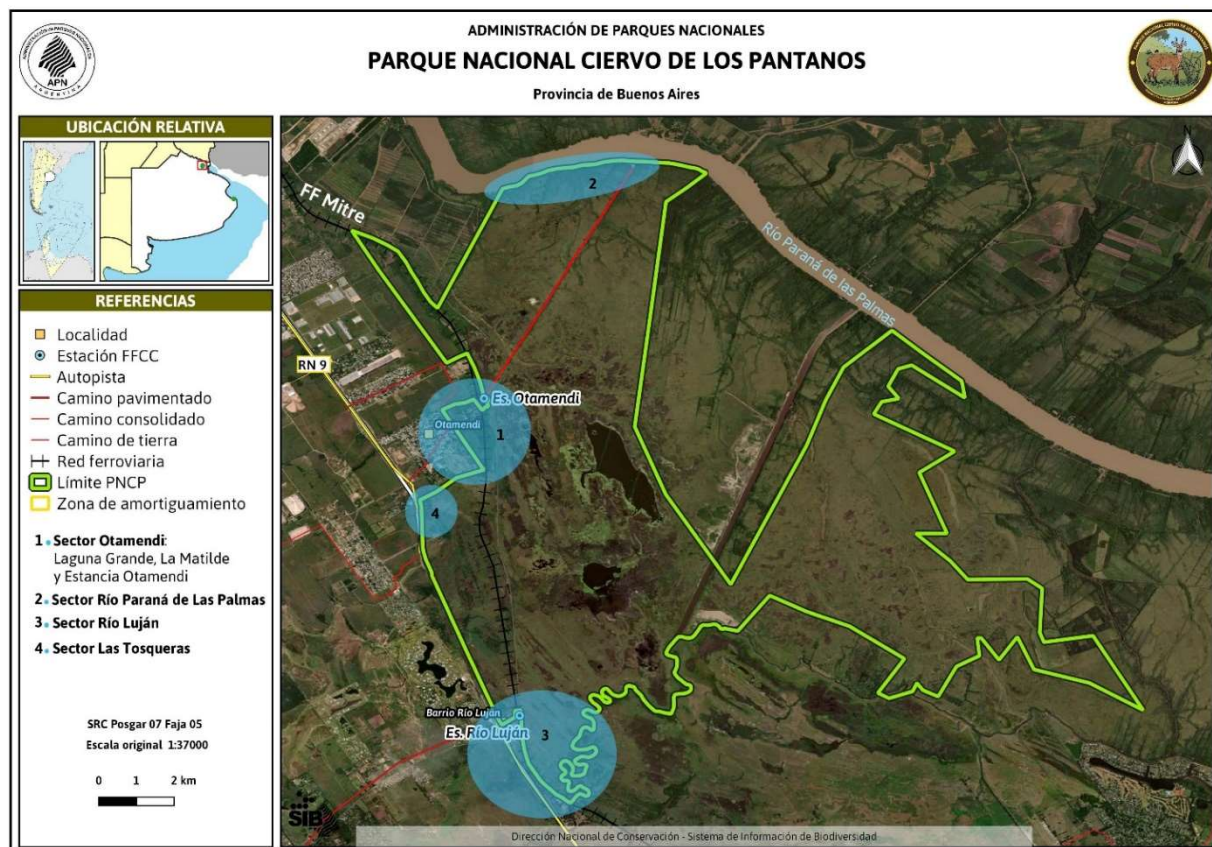 ADMINISTRACIÓN DE PARQUES NACIONALES
PARQUE NACIONAL CIERVO DE LOS PANTANOS
Provincia de Buenos Aires
APN
ARGENTINA
UBICACIÓN RELATIVA
REFERENCIAS
Localidad
Estación FFCC
Autopista
Camino pavimentado
Camino consolidado
Camino de tierra
Red ferroviaria
Límite PNCP
Zona de amortiguamiento
1. Sector Otamendi:
Laguna Grande, La Matilde
y Estancia Otamendi
2. Sector Río Paraná de Las Palmas
3. Sector Río Luján
4. Sector Las Tosqueras
SRC Posgar 07 Faja 05
Escala original 1:37000
0 1 2 km
N
FF Mitre
2
Río Paraná de las Palmas
RN 9
Es. Otamendi
Otamendi
1
4
Barrio Río Luján
Es. Río Luján
3
SIB
Dirección Nacional de Conservación - Sistema de Información de Biodiversidad